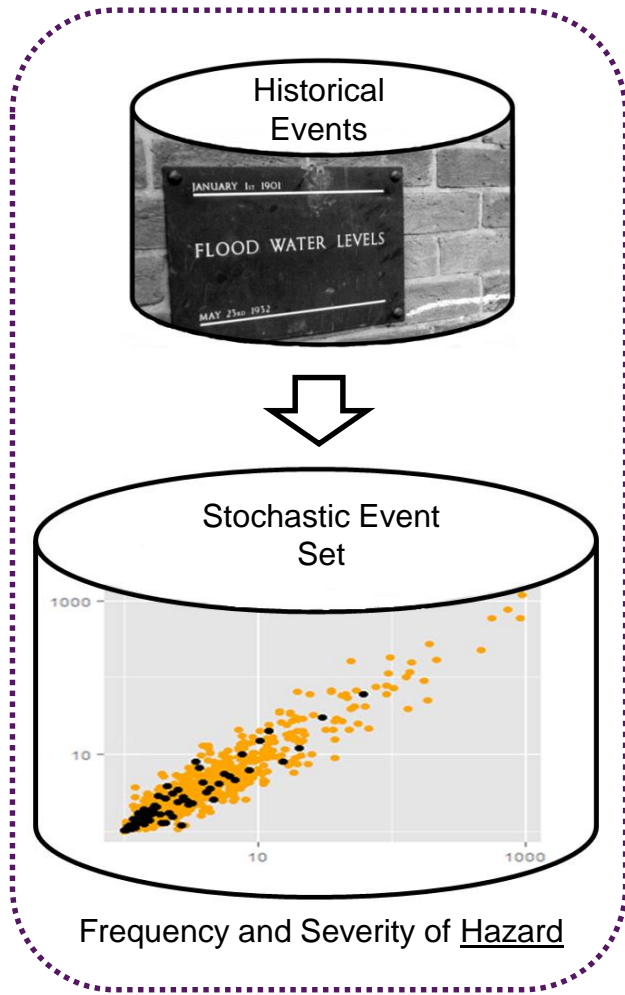 Historical
Events
JANUARY 1ST 1901
FLOOD WATER LEVELS
MAY 23RD 1932
Stochastic Event
Set
1000
10
10
1000
Frequency and Severity of Hazard